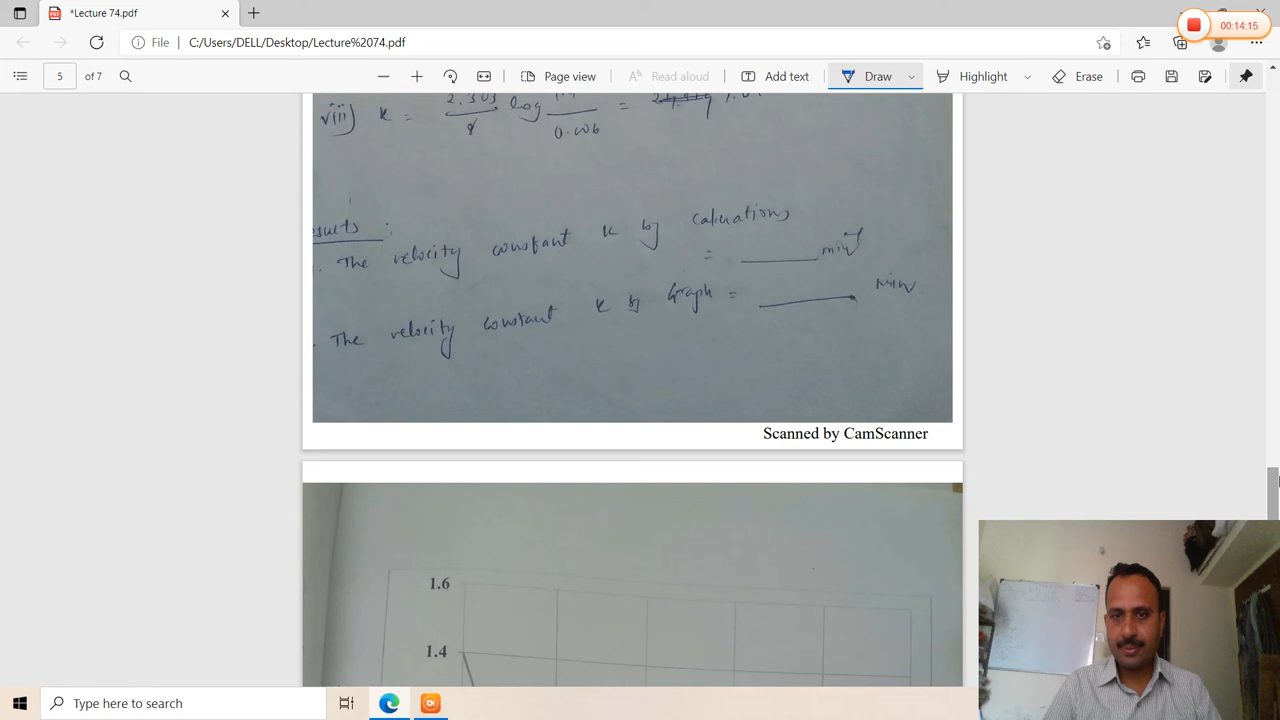 *Lecture 74.pdf
00:14:15
File C:/Users/DELL/Desktop/Lecture%2074.pdf
5 of 7 Page view Read aloud Add text Draw Highlight Erase
viii) K = 2.303 / 8 log / 0.006 =
esults :
. The velocity constant K by calcuations
= ______ min⁻¹
. The velocity constant K by Graph = ______ min
Scanned by CamScanner
1.6
1.4
Type here to search